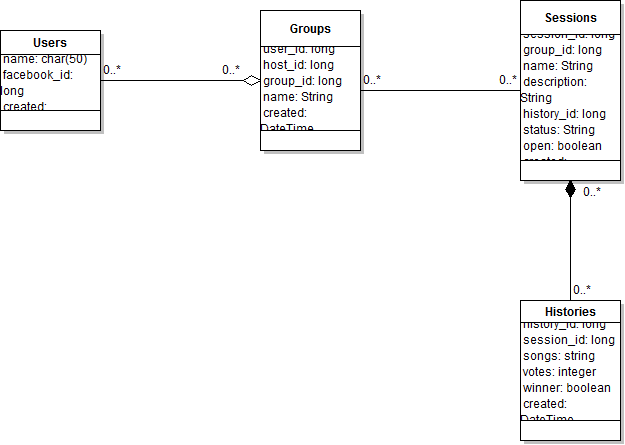 Users
name: char(50)
facebook_id:
long
created:
0..*
0..*
Groups
user_id: long
host_id: long
group_id: long
name: String
created:
DateTime
0..*
0..*
Sessions
session_id: long
group_id: long
name: String
description:
String
history_id: long
status: String
open: boolean
created:
0..*
0..*
Histories
history_id: long
session_id: long
songs: string
votes: integer
winner: boolean
created:
DateTime